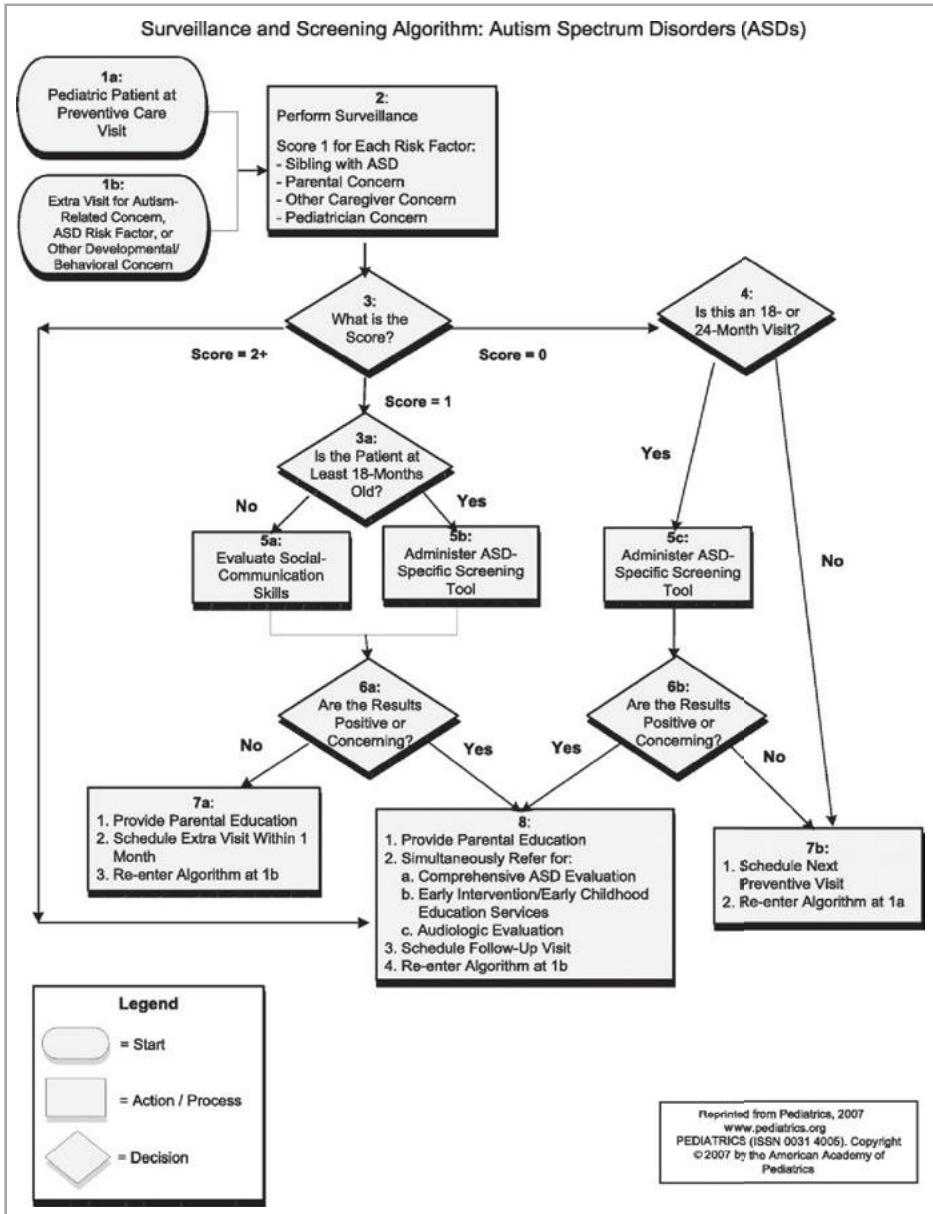 Surveillance and Screening Algorithm: Autism Spectrum Disorders (ASDs)
1a:
Pediatric Patient at
Preventive Care
Visit
1b:
Extra Visit for Autism-
Related Concern,
ASD Risk Factor, or
Other Developmental/
Behavioral Concern
2:
Perform Surveillance
Score 1 for Each Risk Factor:
- Sibling with ASD
- Parental Concern
- Other Caregiver Concern
- Pediatrician Concern
3:
What is the
Score?
4:
Is this an 18- or
24-Month Visit?
Score = 2+
Score = 0
Score = 1
3a:
Is the Patient at
Least 18-Months
Old?
No
Yes
Yes
No
5a:
Evaluate Social-
Communication
Skills
5b:
Administer ASD-
Specific Screening
Tool
5c:
Administer ASD-
Specific Screening
Tool
6a:
Are the Results
Positive or
Concerning?
6b:
Are the Results
Positive or
Concerning?
No
Yes
Yes
No
7a:
1. Provide Parental Education
2. Schedule Extra Visit Within 1
Month
3. Re-enter Algorithm at 1b
8:
1. Provide Parental Education
2. Simultaneously Refer for:
a. Comprehensive ASD Evaluation
b. Early Intervention/Early Childhood
Education Services
c. Audiologic Evaluation
3. Schedule Follow-Up Visit
4. Re-enter Algorithm at 1b
7b:
1. Schedule Next
Preventive Visit
2. Re-enter Algorithm at 1a
Legend
= Start
= Action / Process
= Decision
Reprinted from Pediatrics, 2007
www.pediatrics.org
PEDIATRICS (ISSN 0031 4005). Copyright
© 2007 by the American Academy of
Pediatrics